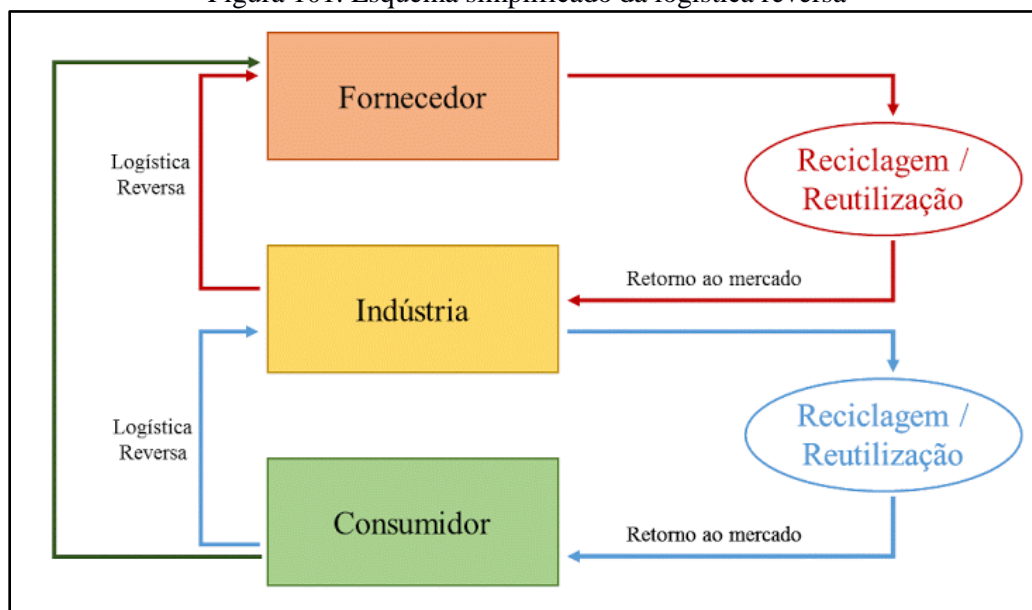 Figura 161: Esquema simplificado da logística reversa
Fornecedor
Logística
Reversa
Reciclagem /
Reutilização
Retorno ao mercado
Indústria
Logística
Reversa
Reciclagem /
Reutilização
Consumidor
Retorno ao mercado